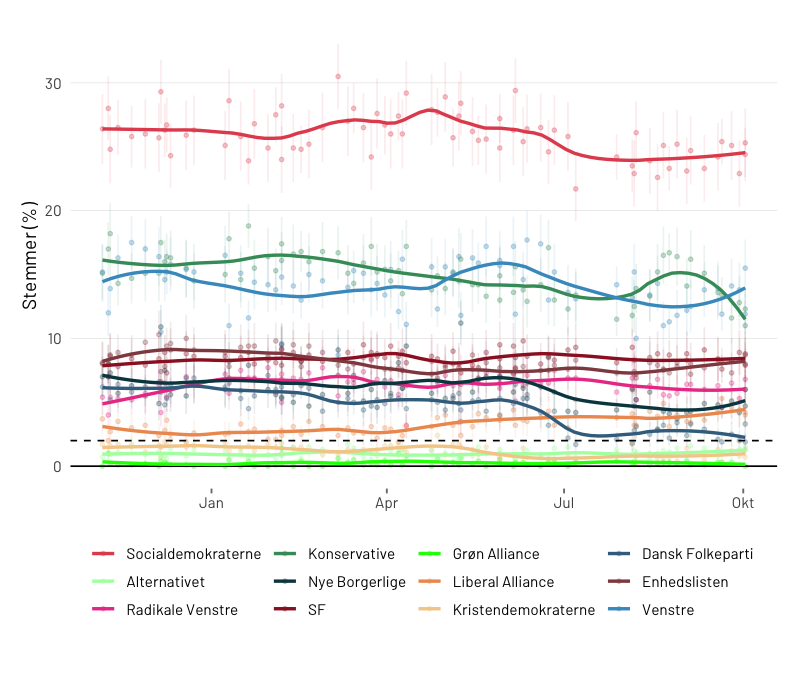 30
20
10
0
Stemmer(%)
Jan Apr Jul Okt
Socialdemokraterne Konservative Grøn Alliance Dansk Folkeparti
Alternativet Nye Borgerlige Liberal Alliance Enhedslisten
Radikale Venstre SF Kristendemokraterne Venstre